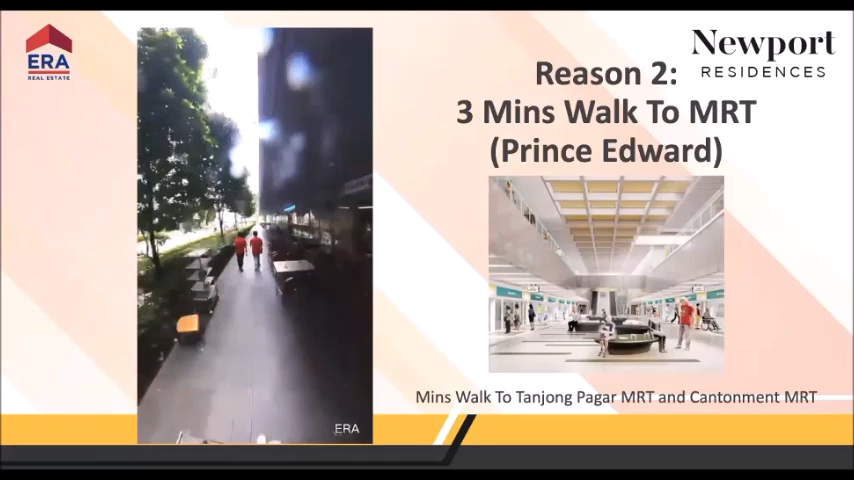 ERA
REAL ESTATE
Newport
RESIDENCES
Reason 2:
3 Mins Walk To MRT
(Prince Edward)
Mins Walk To Tanjong Pagar MRT and Cantonment MRT
ERA